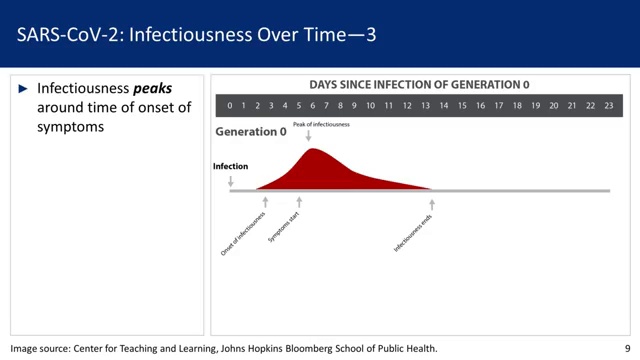 SARS-CoV-2: Infectiousness Over Time—3
► Infectiousness peaks
around time of onset of
symptoms
DAYS SINCE INFECTION OF GENERATION 0
0 1 2 3 4 5 6 7 8 9 10 11 12 13 14 15 16 17 18 19 20 21 22 23
Generation 0
Peak of infectiousness
Infection
Onset of infectiousness
Symptoms start
Infectiousness ends
Image source: Center for Teaching and Learning, Johns Hopkins Bloomberg School of Public Health.
9